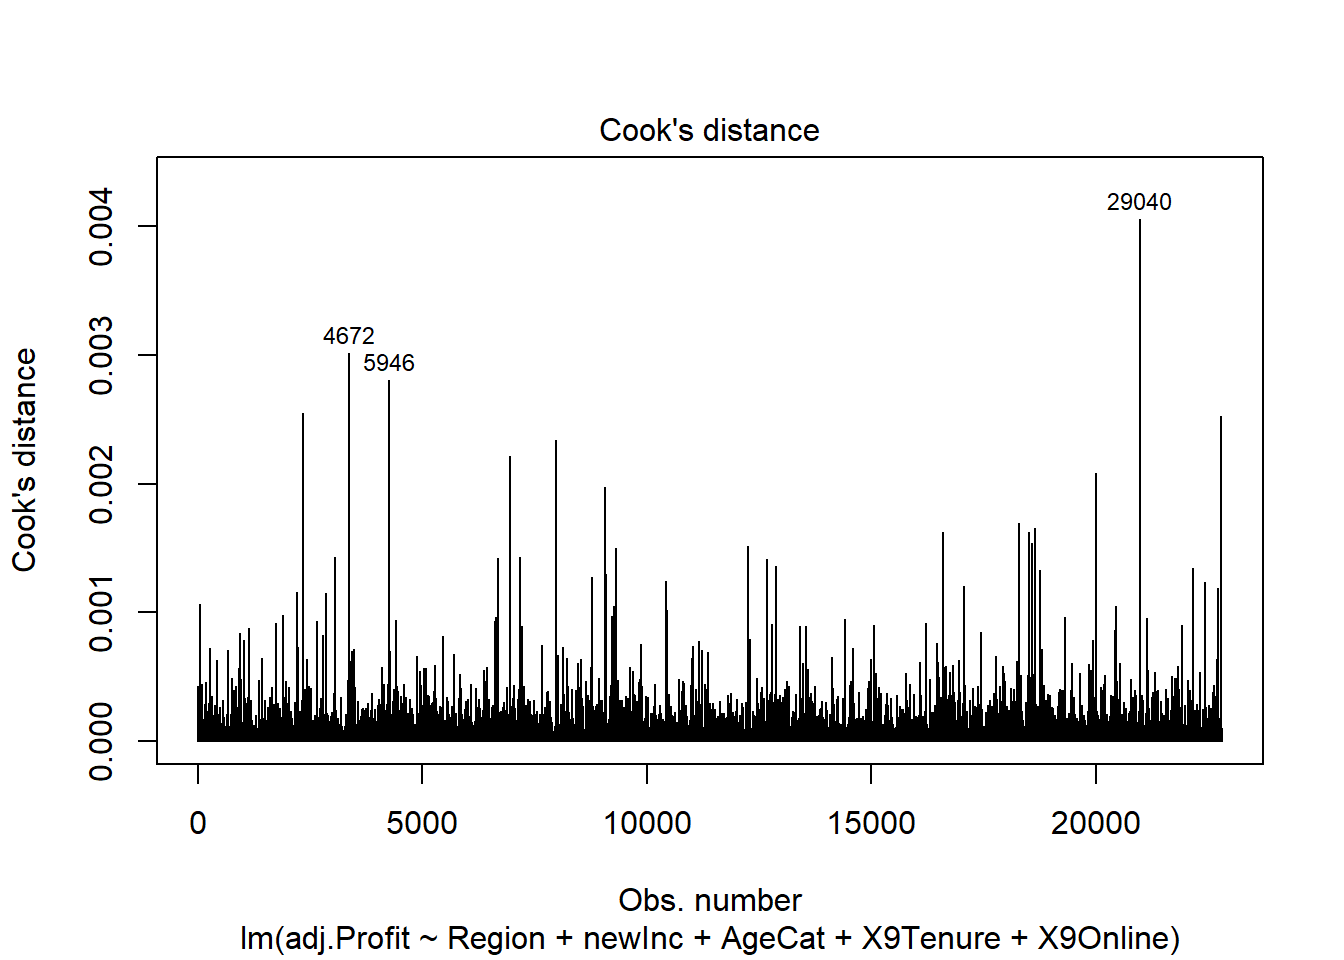 Cook's distance
29040
4672
5946
Cook's distance
0.004
0.003
0.002
0.001
0.000
0 5000 10000 15000 20000
Obs. number
lm(adj.Profit ~ Region + newInc + AgeCat + X9Tenure + X9Online)